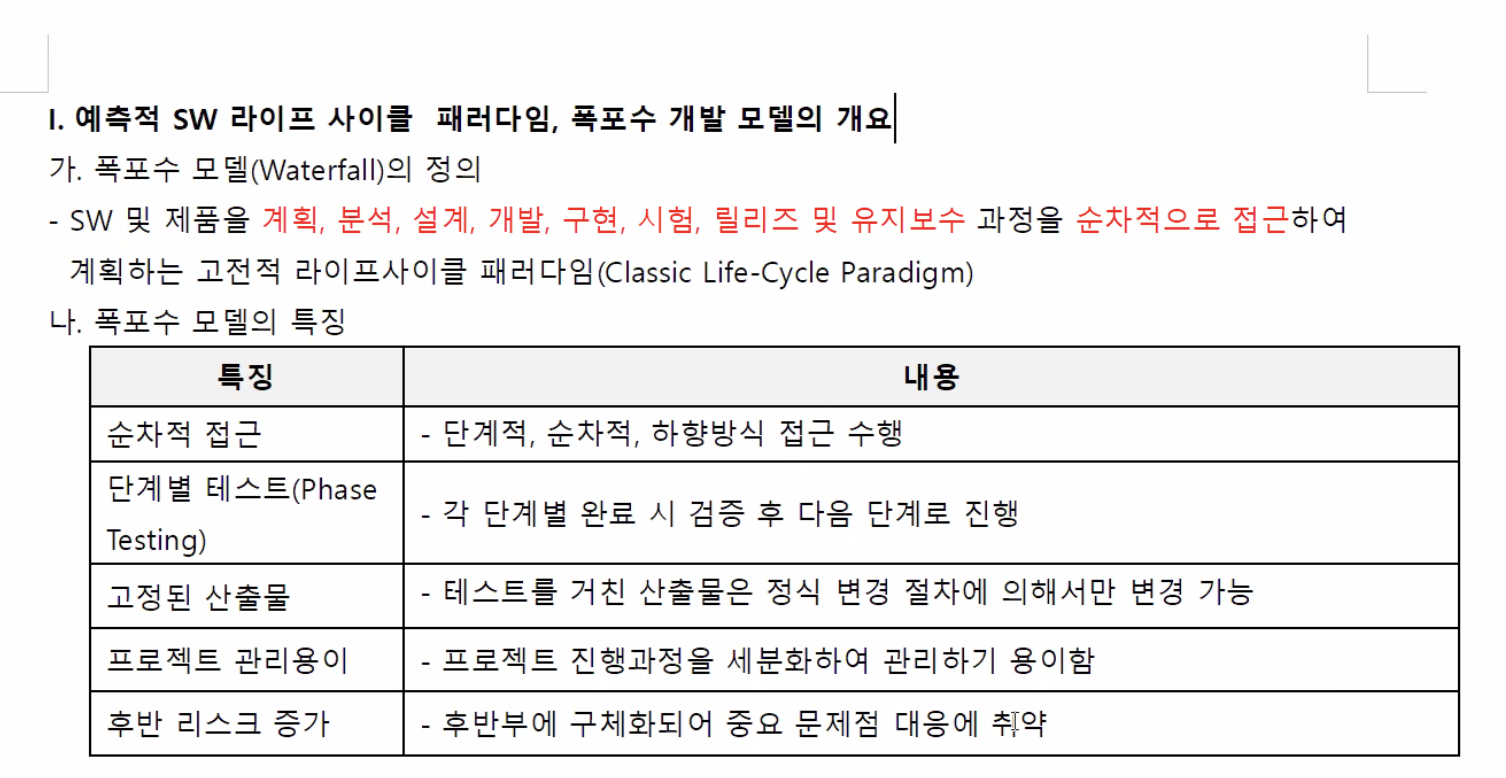 I. 예측적 SW 라이프 사이클  패러다임, 폭포수 개발 모델의 개요
가. 폭포수 모델(Waterfall)의 정의
- SW 및 제품을 계획, 분석, 설계, 개발, 구현, 시험, 릴리즈 및 유지보수 과정을 순차적으로 접근하여
계획하는 고전적 라이프사이클 패러다임(Classic Life-Cycle Paradigm)
나. 폭포수 모델의 특징
특징 내용
순차적 접근 - 단계적, 순차적, 하향방식 접근 수행
단계별 테스트(Phase
Testing) - 각 단계별 완료 시 검증 후 다음 단계로 진행
고정된 산출물 - 테스트를 거친 산출물은 정식 변경 절차에 의해서만 변경 가능
프로젝트 관리용이 - 프로젝트 진행과정을 세분화하여 관리하기 용이함
후반 리스크 증가 - 후반부에 구체화되어 중요 문제점 대응에 취약